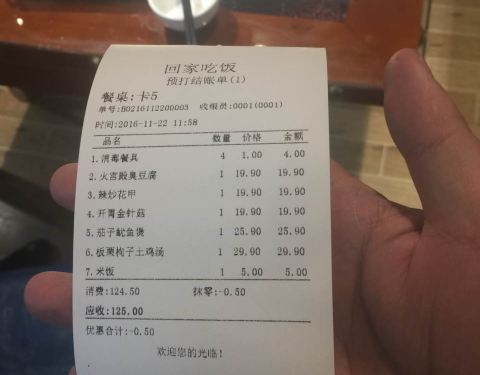 回家吃饭
预打结账单(1)
餐桌:卡5
单号:B0216112200003 收银员:0001(0001)
时间:2016-11-22 11:58
品名 数量 价格 金额
1.消毒餐具 4 1.00 4.00
2.火宫殿臭豆腐 1 19.90 19.90
3.辣炒花甲 1 19.90 19.90
4.开胃金针菇 1 19.90 19.90
5.茄子鱿鱼煲 1 25.90 25.90
6.板栗枸子土鸡汤 1 29.90 29.90
7.米饭 1 5.00 5.00
消费:124.50 抹零:-0.50
应收:125.00
优惠合计:-0.50
欢迎您的光临!